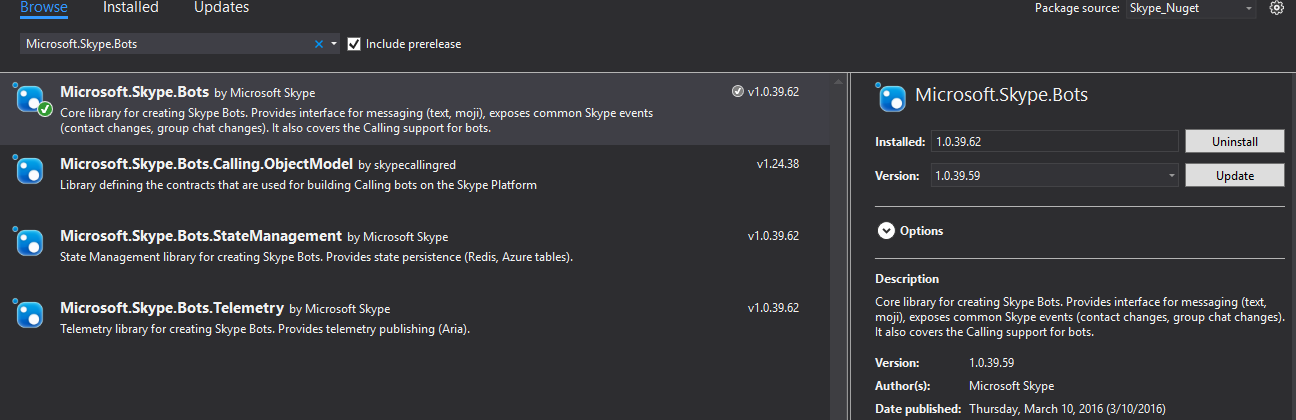 Browse Installed Updates Package source: Skype_Nuget
Microsoft.Skype.Bots Include prerelease
Microsoft.Skype.Bots by Microsoft Skype v1.0.39.62
Core library for creating Skype Bots. Provides interface for messaging (text, moji), exposes common Skype events
(contact changes, group chat changes). It also covers the Calling support for bots.
Microsoft.Skype.Bots.Calling.ObjectModel by skypecallingred v1.24.38
Library defining the contracts that are used for building Calling bots on the Skype Platform
Microsoft.Skype.Bots.StateManagement by Microsoft Skype v1.0.39.62
State Management library for creating Skype Bots. Provides state persistence (Redis, Azure tables).
Microsoft.Skype.Bots.Telemetry by Microsoft Skype v1.0.39.62
Telemetry library for creating Skype Bots. Provides telemetry publishing (Aria).
Microsoft.Skype.Bots
Installed: 1.0.39.62 Uninstall
Version: 1.0.39.59 Update
Options
Description
Core library for creating Skype Bots. Provides interface for messaging (text,
moji), exposes common Skype events (contact changes, group chat changes).
It also covers the Calling support for bots.
Version: 1.0.39.59
Author(s): Microsoft Skype
Date published: Thursday, March 10, 2016 (3/10/2016)